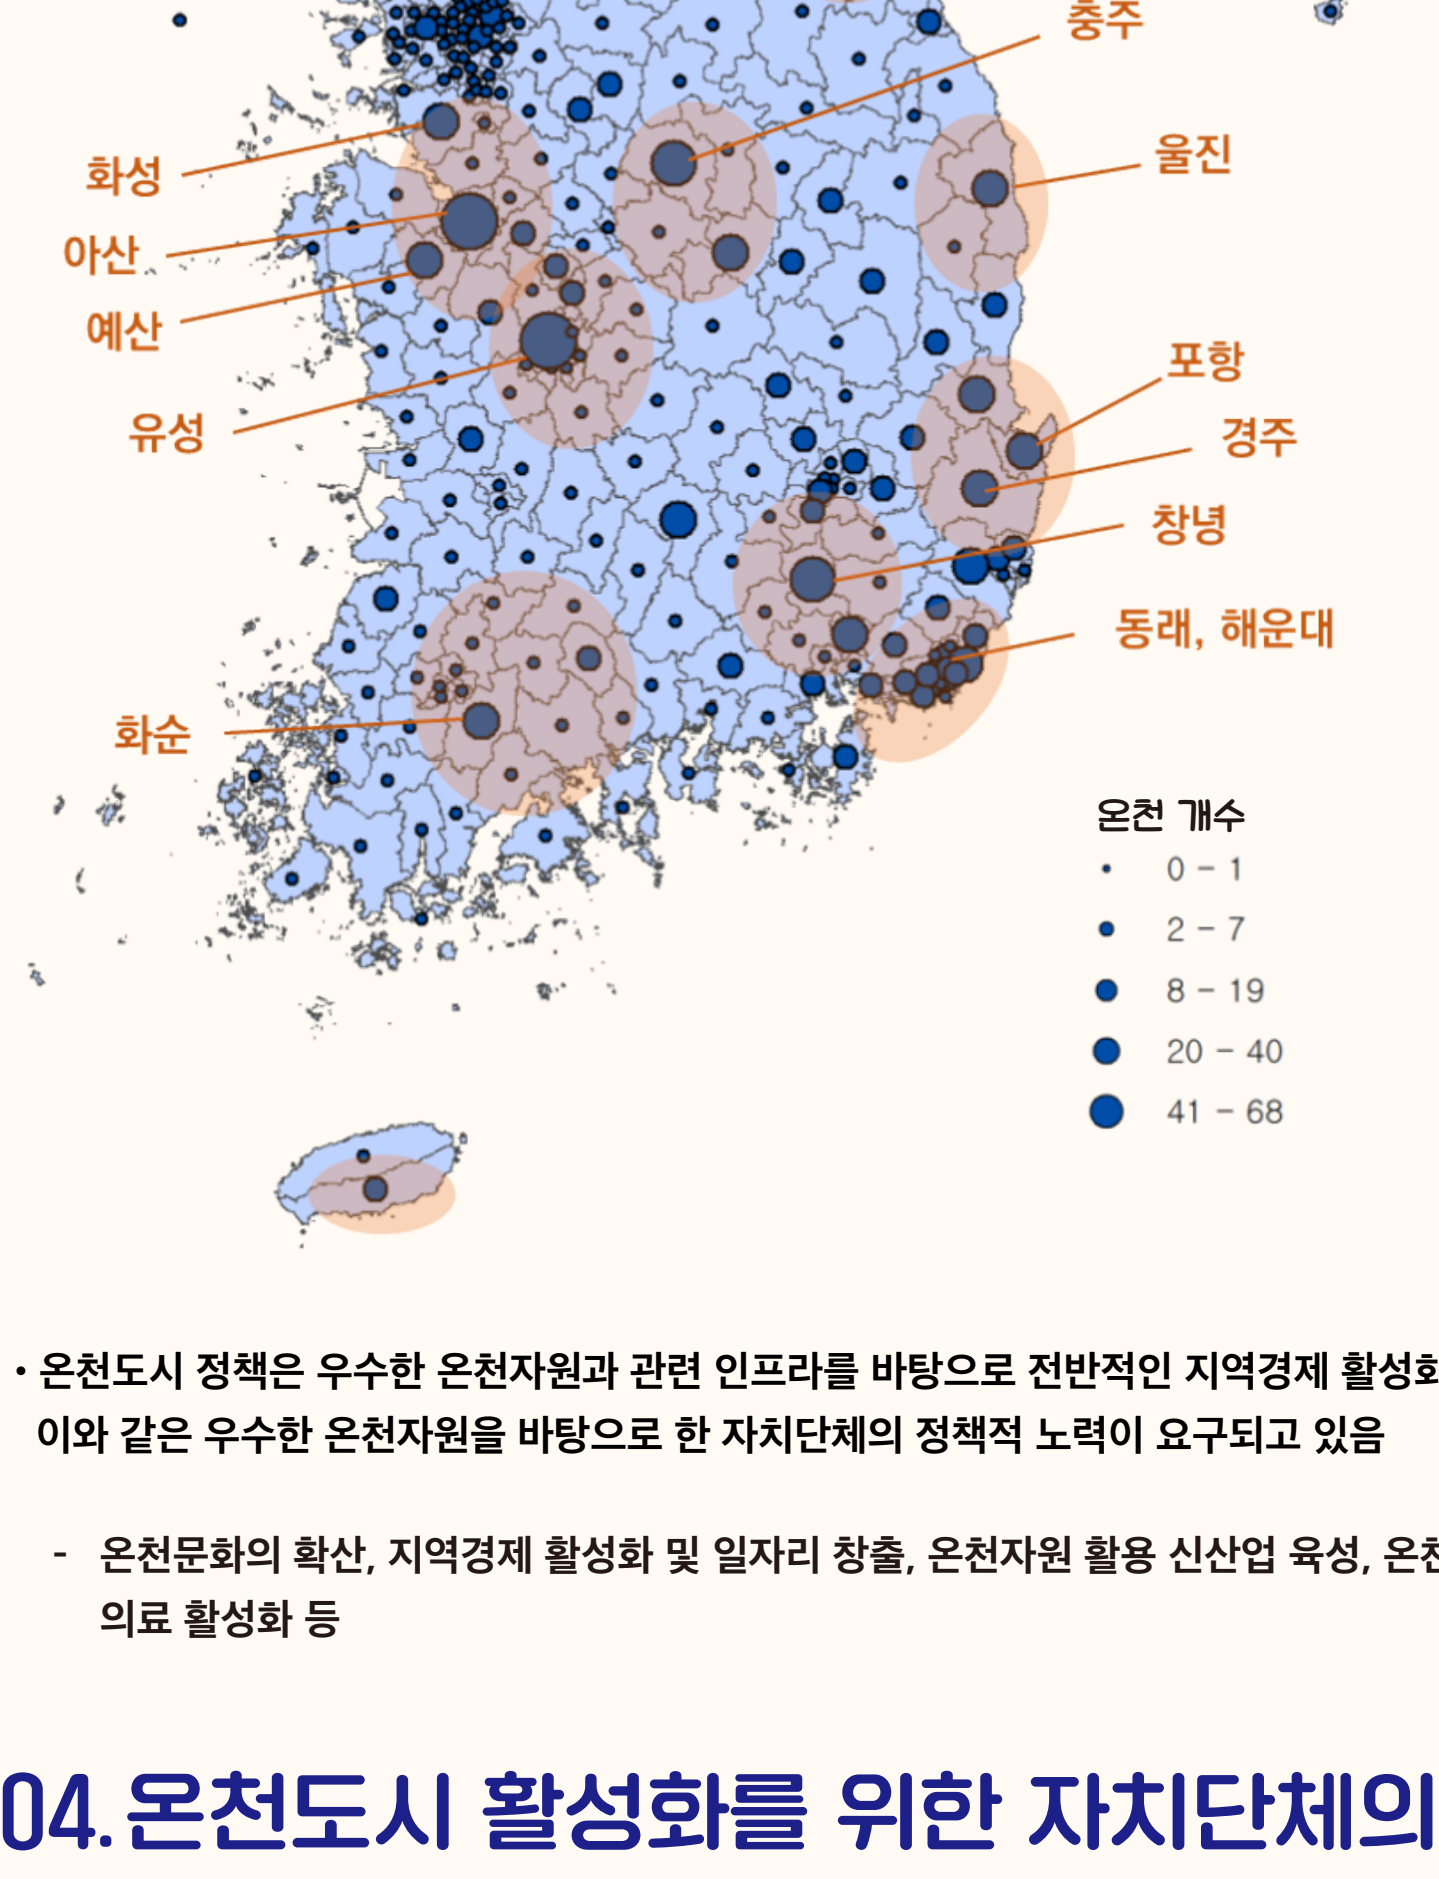 충주
화성
울진
아산
예산
포항
유성
경주
창녕
동래, 해운대
화순
온천 개수
0 - 1
2 - 7
8 - 19
20 - 40
41 - 68
• 온천도시 정책은 우수한 온천자원과 관련 인프라를 바탕으로 전반적인 지역경제 활성화
이와 같은 우수한 온천자원을 바탕으로 한 자치단체의 정책적 노력이 요구되고 있음
- 온천문화의 확산, 지역경제 활성화 및 일자리 창출, 온천자원 활용 신산업 육성, 온천
의료 활성화 등
04. 온천도시 활성화를 위한 자치단체의